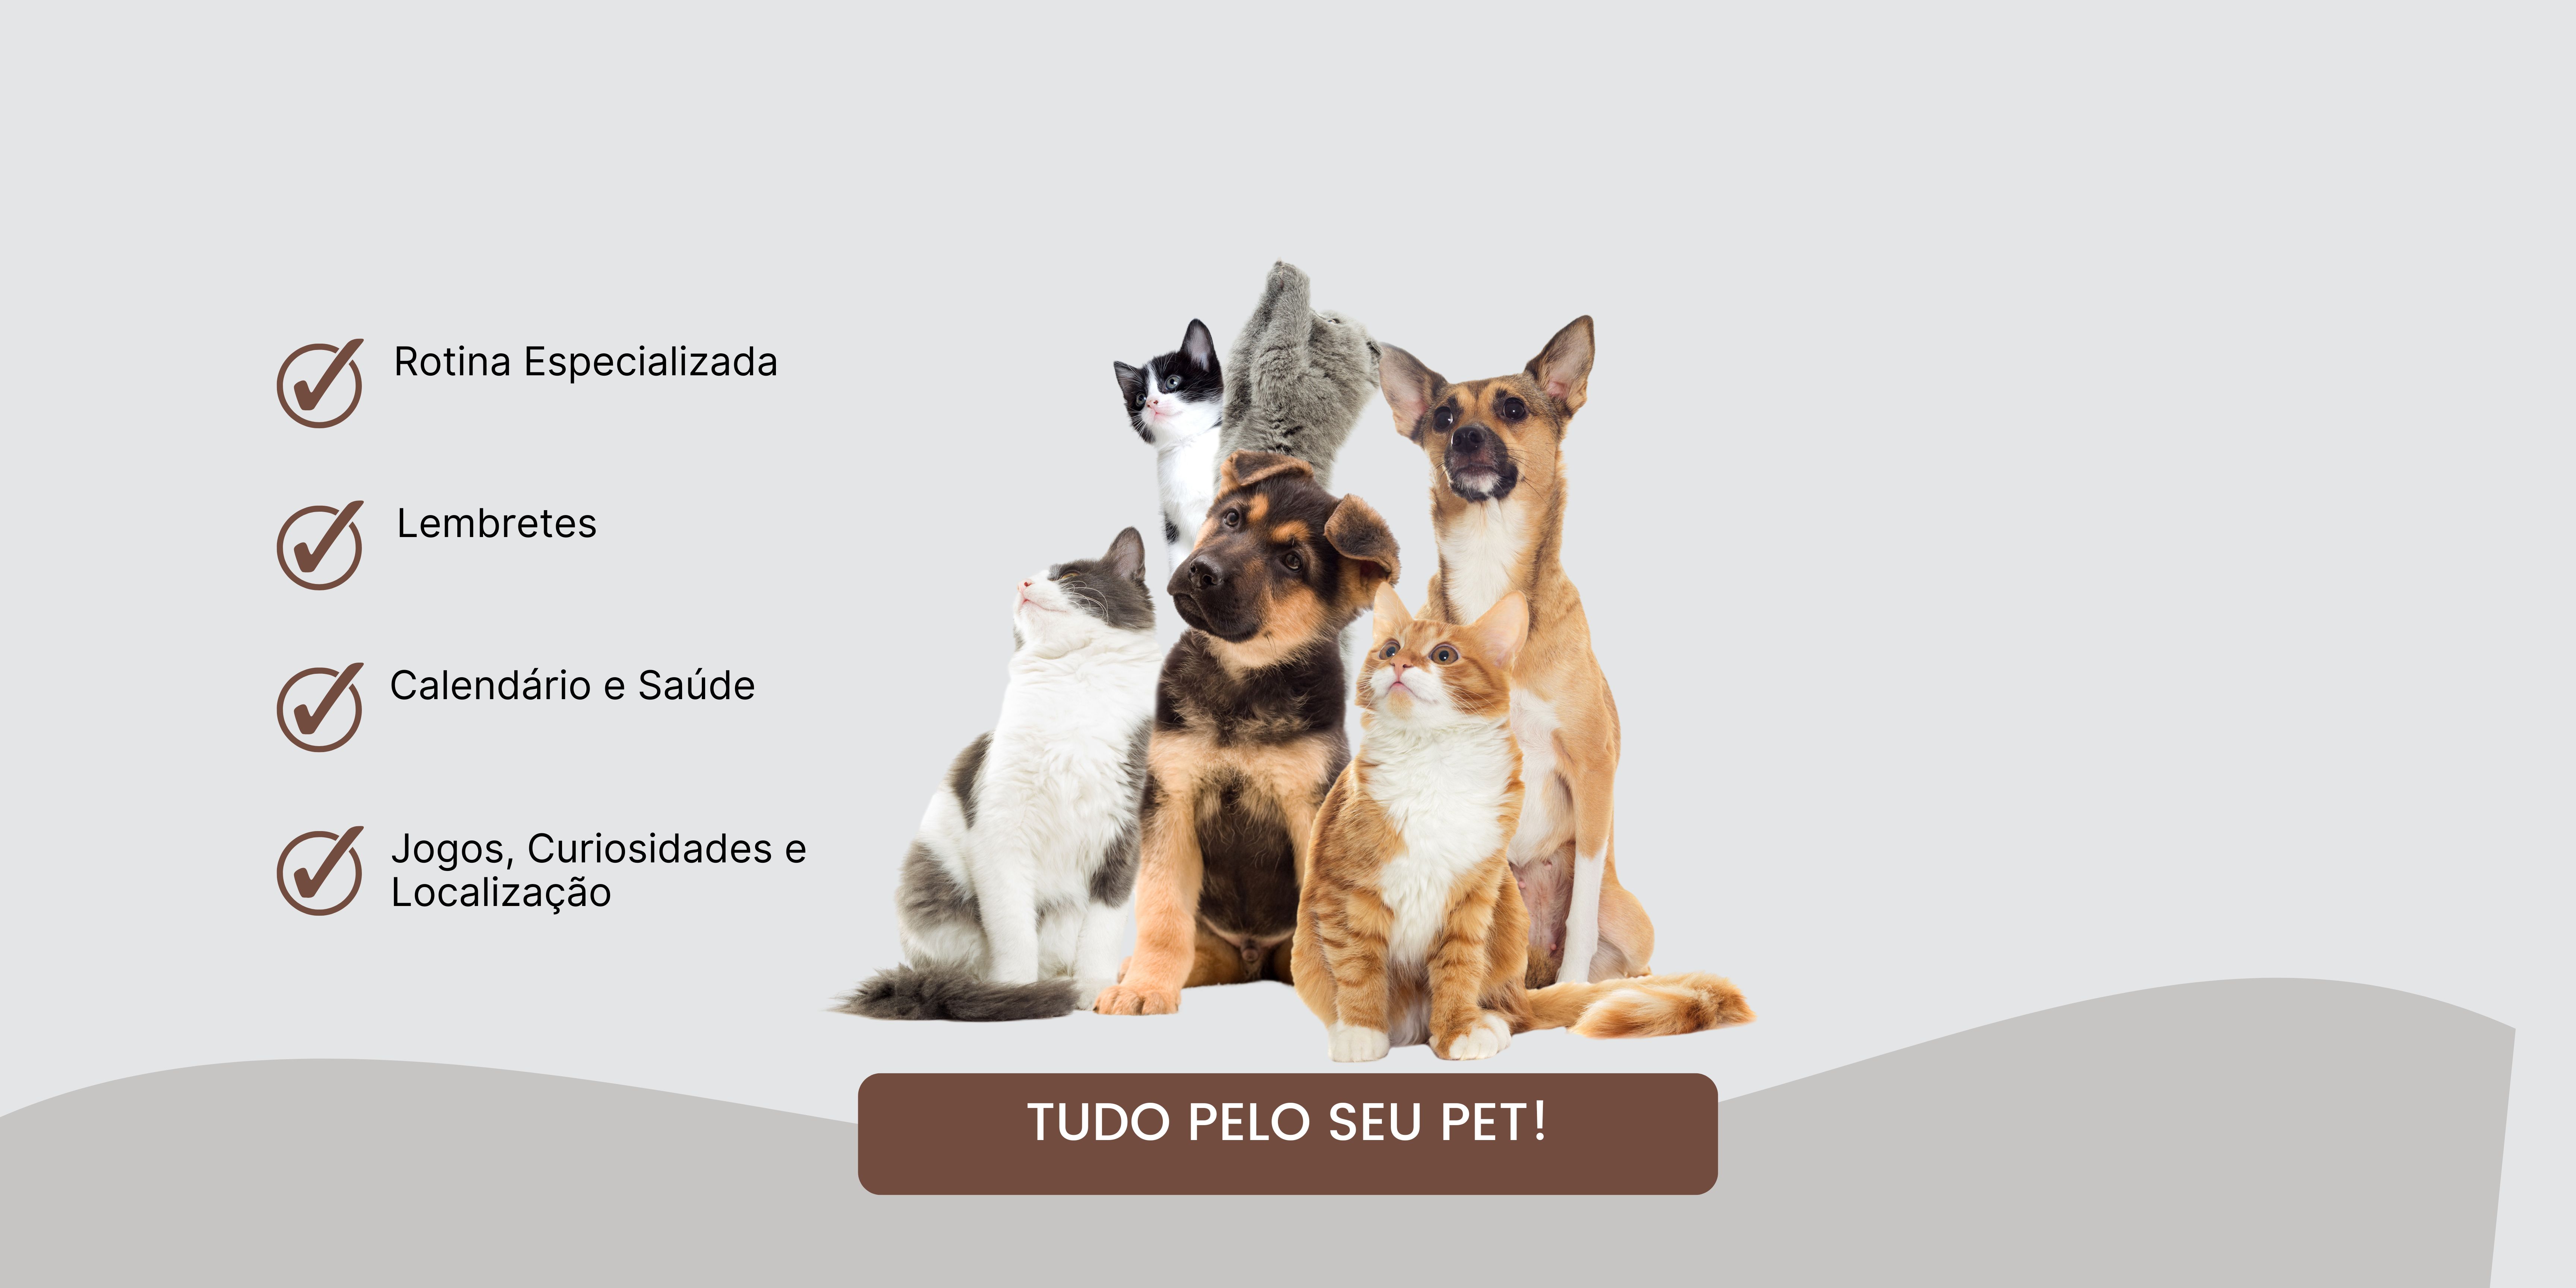 Rotina Especializada
Lembretes
Calendário e Saúde
Jogos, Curiosidades e
Localização
TUDO PELO SEU PET!